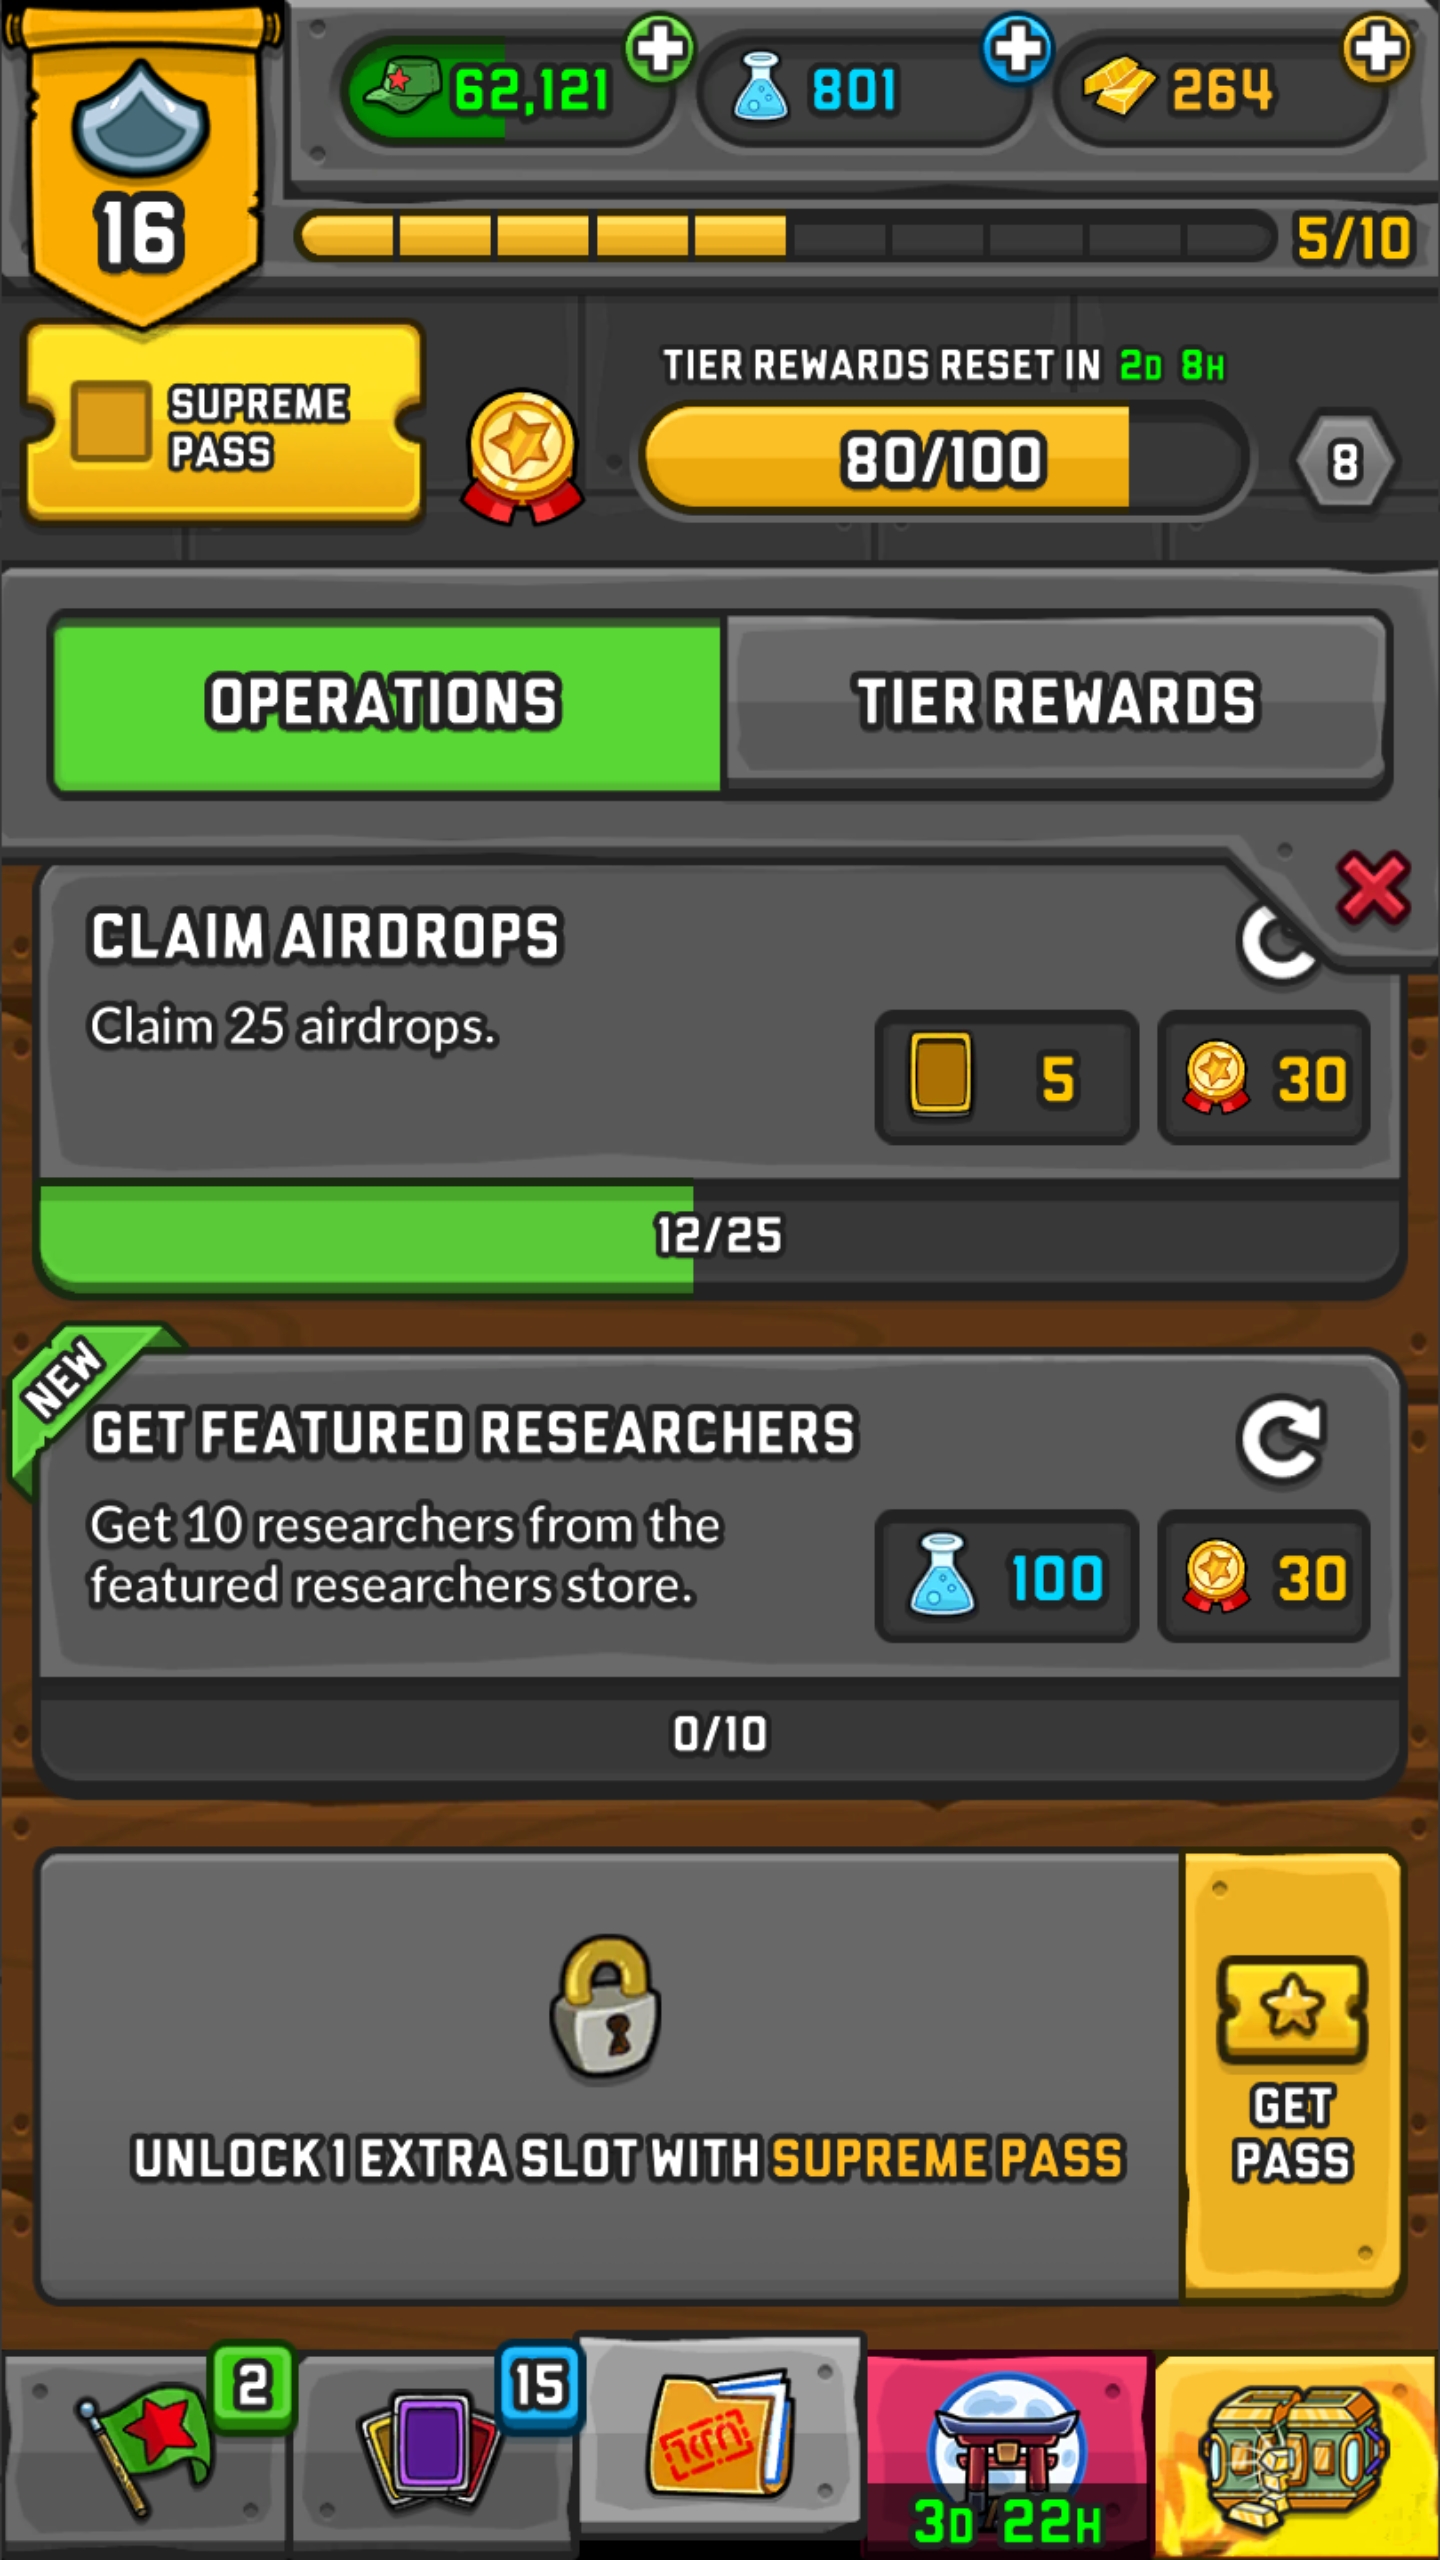 62,121
801
264
16
5/10
SUPREME
PASS
TIER REWARDS RESET IN 2D 8H
80/100
8
OPERATIONS
TIER REWARDS
CLAIM AIRDROPS
Claim 25 airdrops.
5
30
12/25
NEW
GET FEATURED RESEARCHERS
Get 10 researchers from the
featured researchers store.
100
30
0/10
UNLOCK 1 EXTRA SLOT WITH SUPREME PASS
GET
PASS
2
15
3D 22H